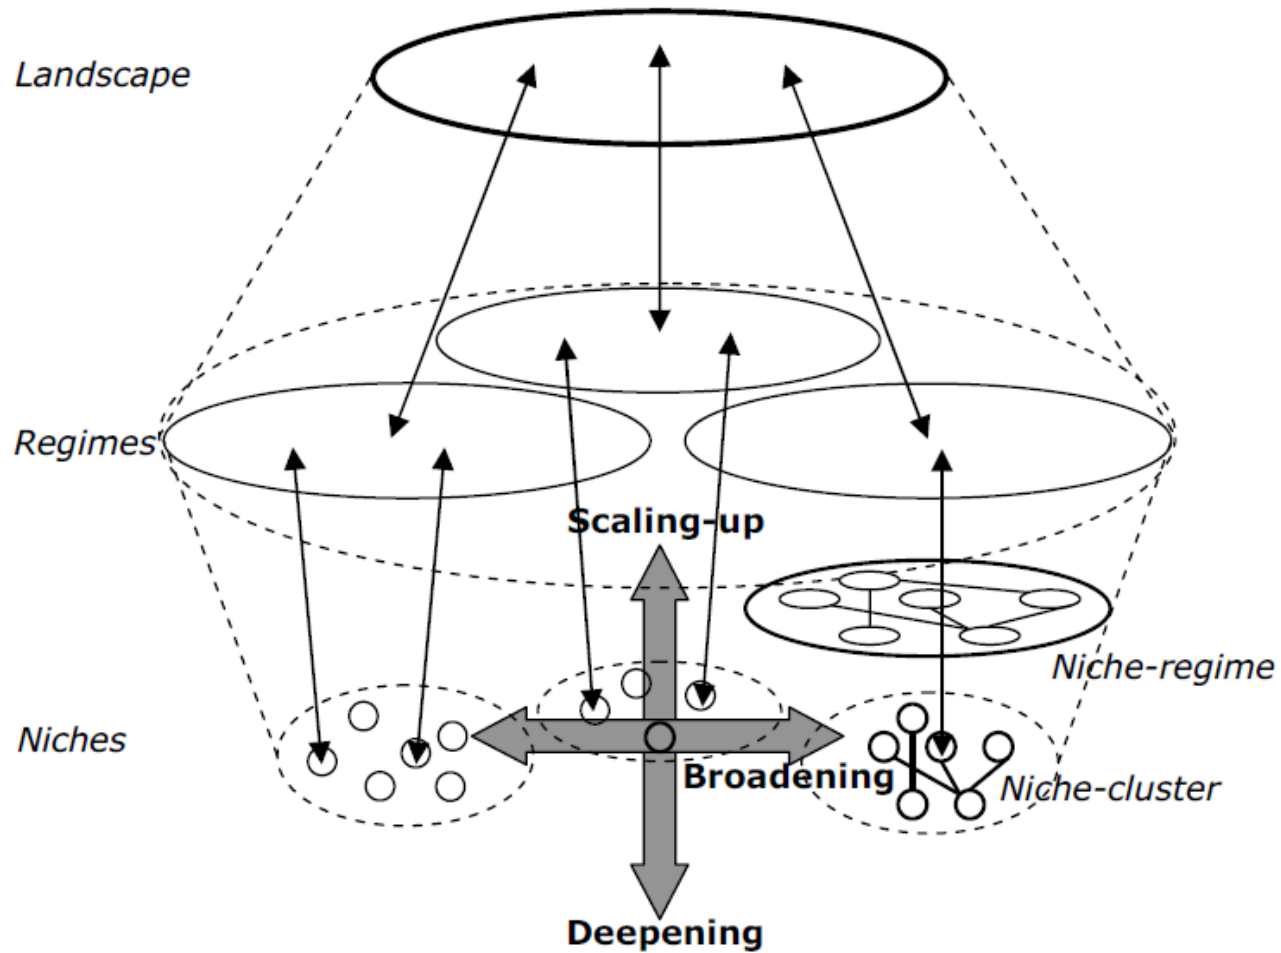 Landscape
Regimes
Scaling-up
Niche-regime
Niches
Broadening
Niche-cluster
Deepening